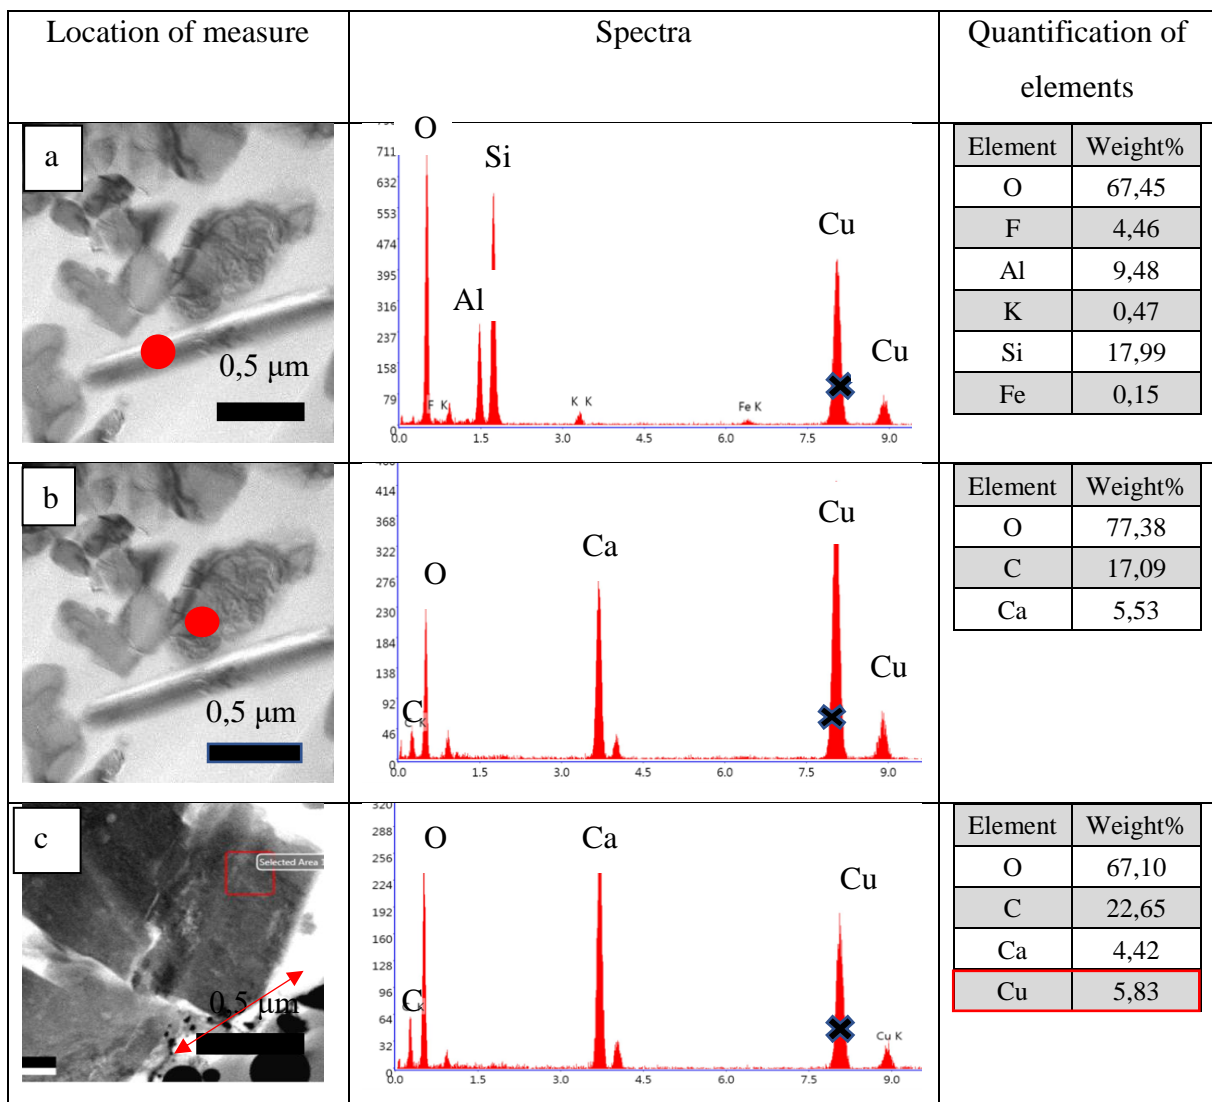 Location of measure
Spectra
Quantification of
elements
a
0,5 μm
O
Si
Al
Cu
Cu
711
632
553
474
395
316
237
158
79
0
F K
K K
Fe K
0.0 1.5 3.0 4.5 6.0 7.5 9.0
Element Weight%
O 67,45
F 4,46
Al 9,48
K 0,47
Si 17,99
Fe 0,15
b
0,5 μm
Cu
Ca
O
Cu
C
K
414
368
322
276
230
184
138
92
46
0
0.0 1.5 3.0 4.5 6.0 7.5 9.0
Element Weight%
O 77,38
C 17,09
Ca 5,53
c
Selected Area 1
0,5 μm
O
Ca
Cu
C
Cu K
320
288
256
224
192
160
128
96
64
32
0
0.0 1.5 3.0 4.5 6.0 7.5 9.0
Element Weight%
O 67,10
C 22,65
Ca 4,42
Cu 5,83